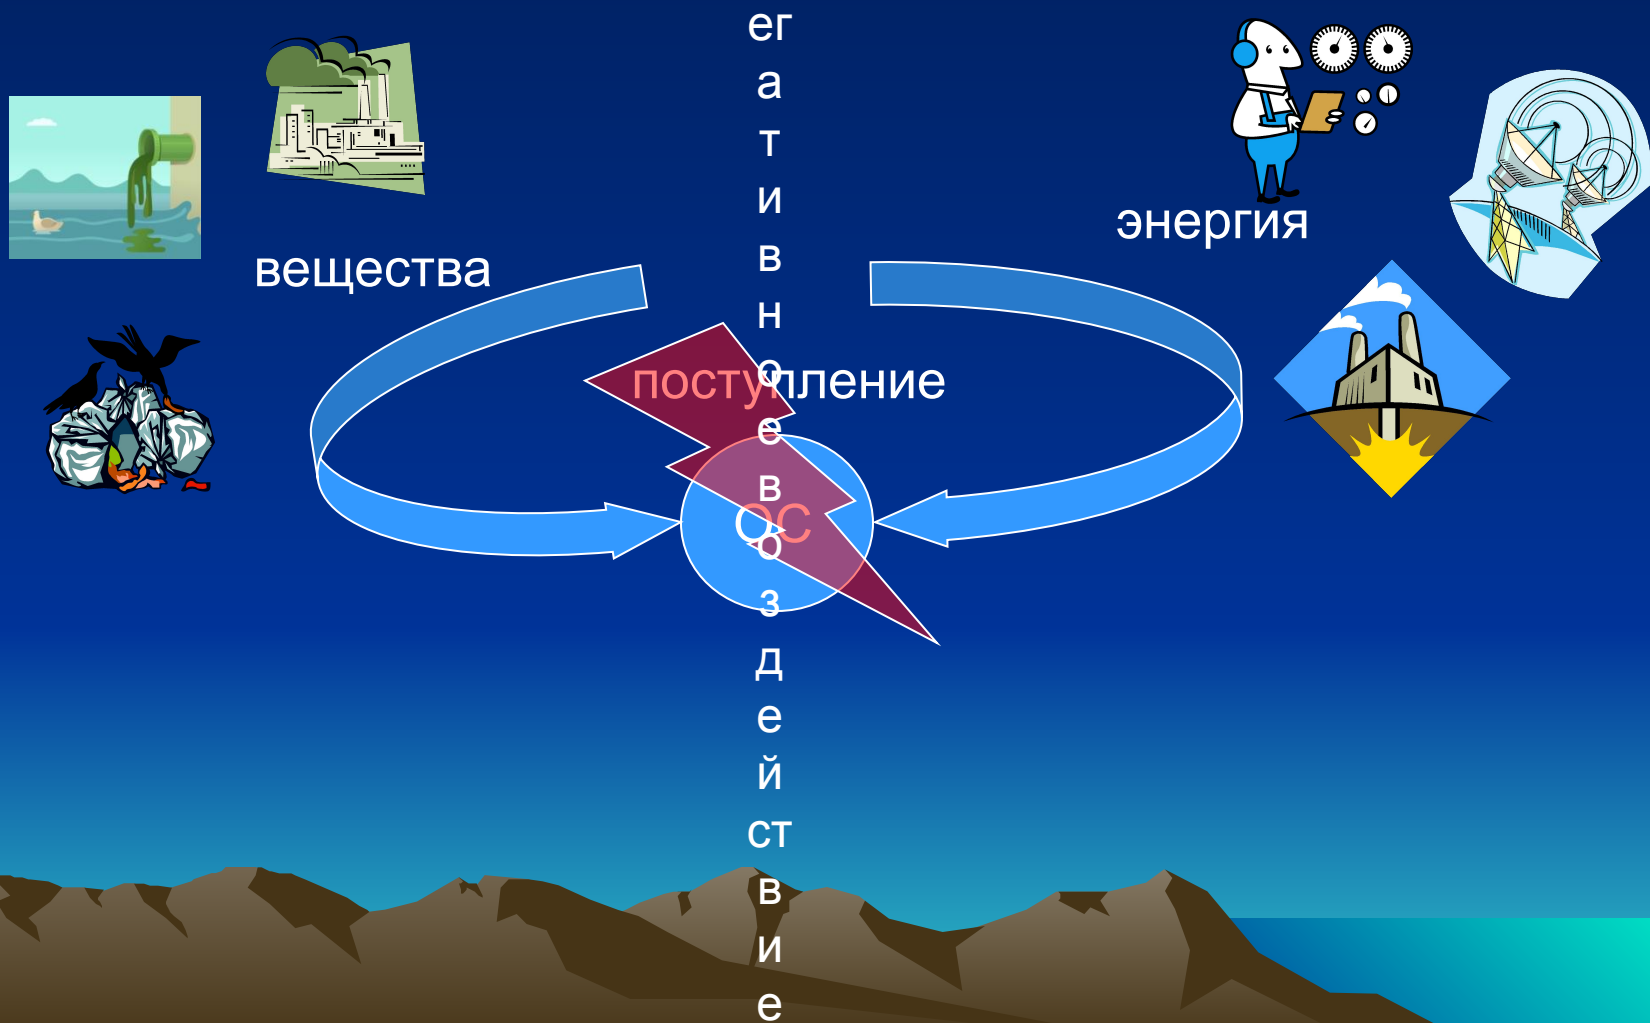 энергия
вещества
поступление
ОС
ег
а
т
и
в
н
о
е
в
о
з
д
е
й
ст
в
и
е